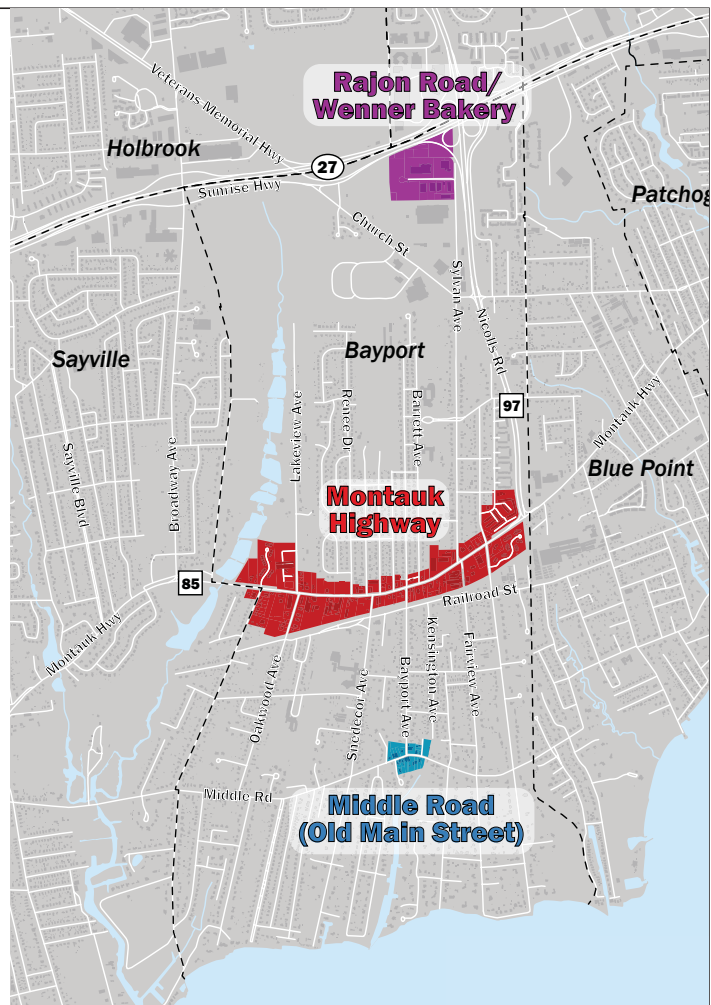 Rajon Road/
Wenner Bakery
Veterans Memorial Hwy
Holbrook
27
Sunrise Hwy
Patchog
Church St
Sylvan Ave
Nicolls Rd
Bayport
Sayville
97
Montauk Hwy
Lakeview Ave
Renee Dr
Barrett Ave
Sayville Blvd
Broadway Ave
Blue Point
Montauk
Highway
85
Railroad St
Montauk Hwy
Oakwood Ave
Snedecor Ave
Bayport Ave
Kensington Ave
Fairview Ave
Middle Rd
Middle Road
(Old Main Street)